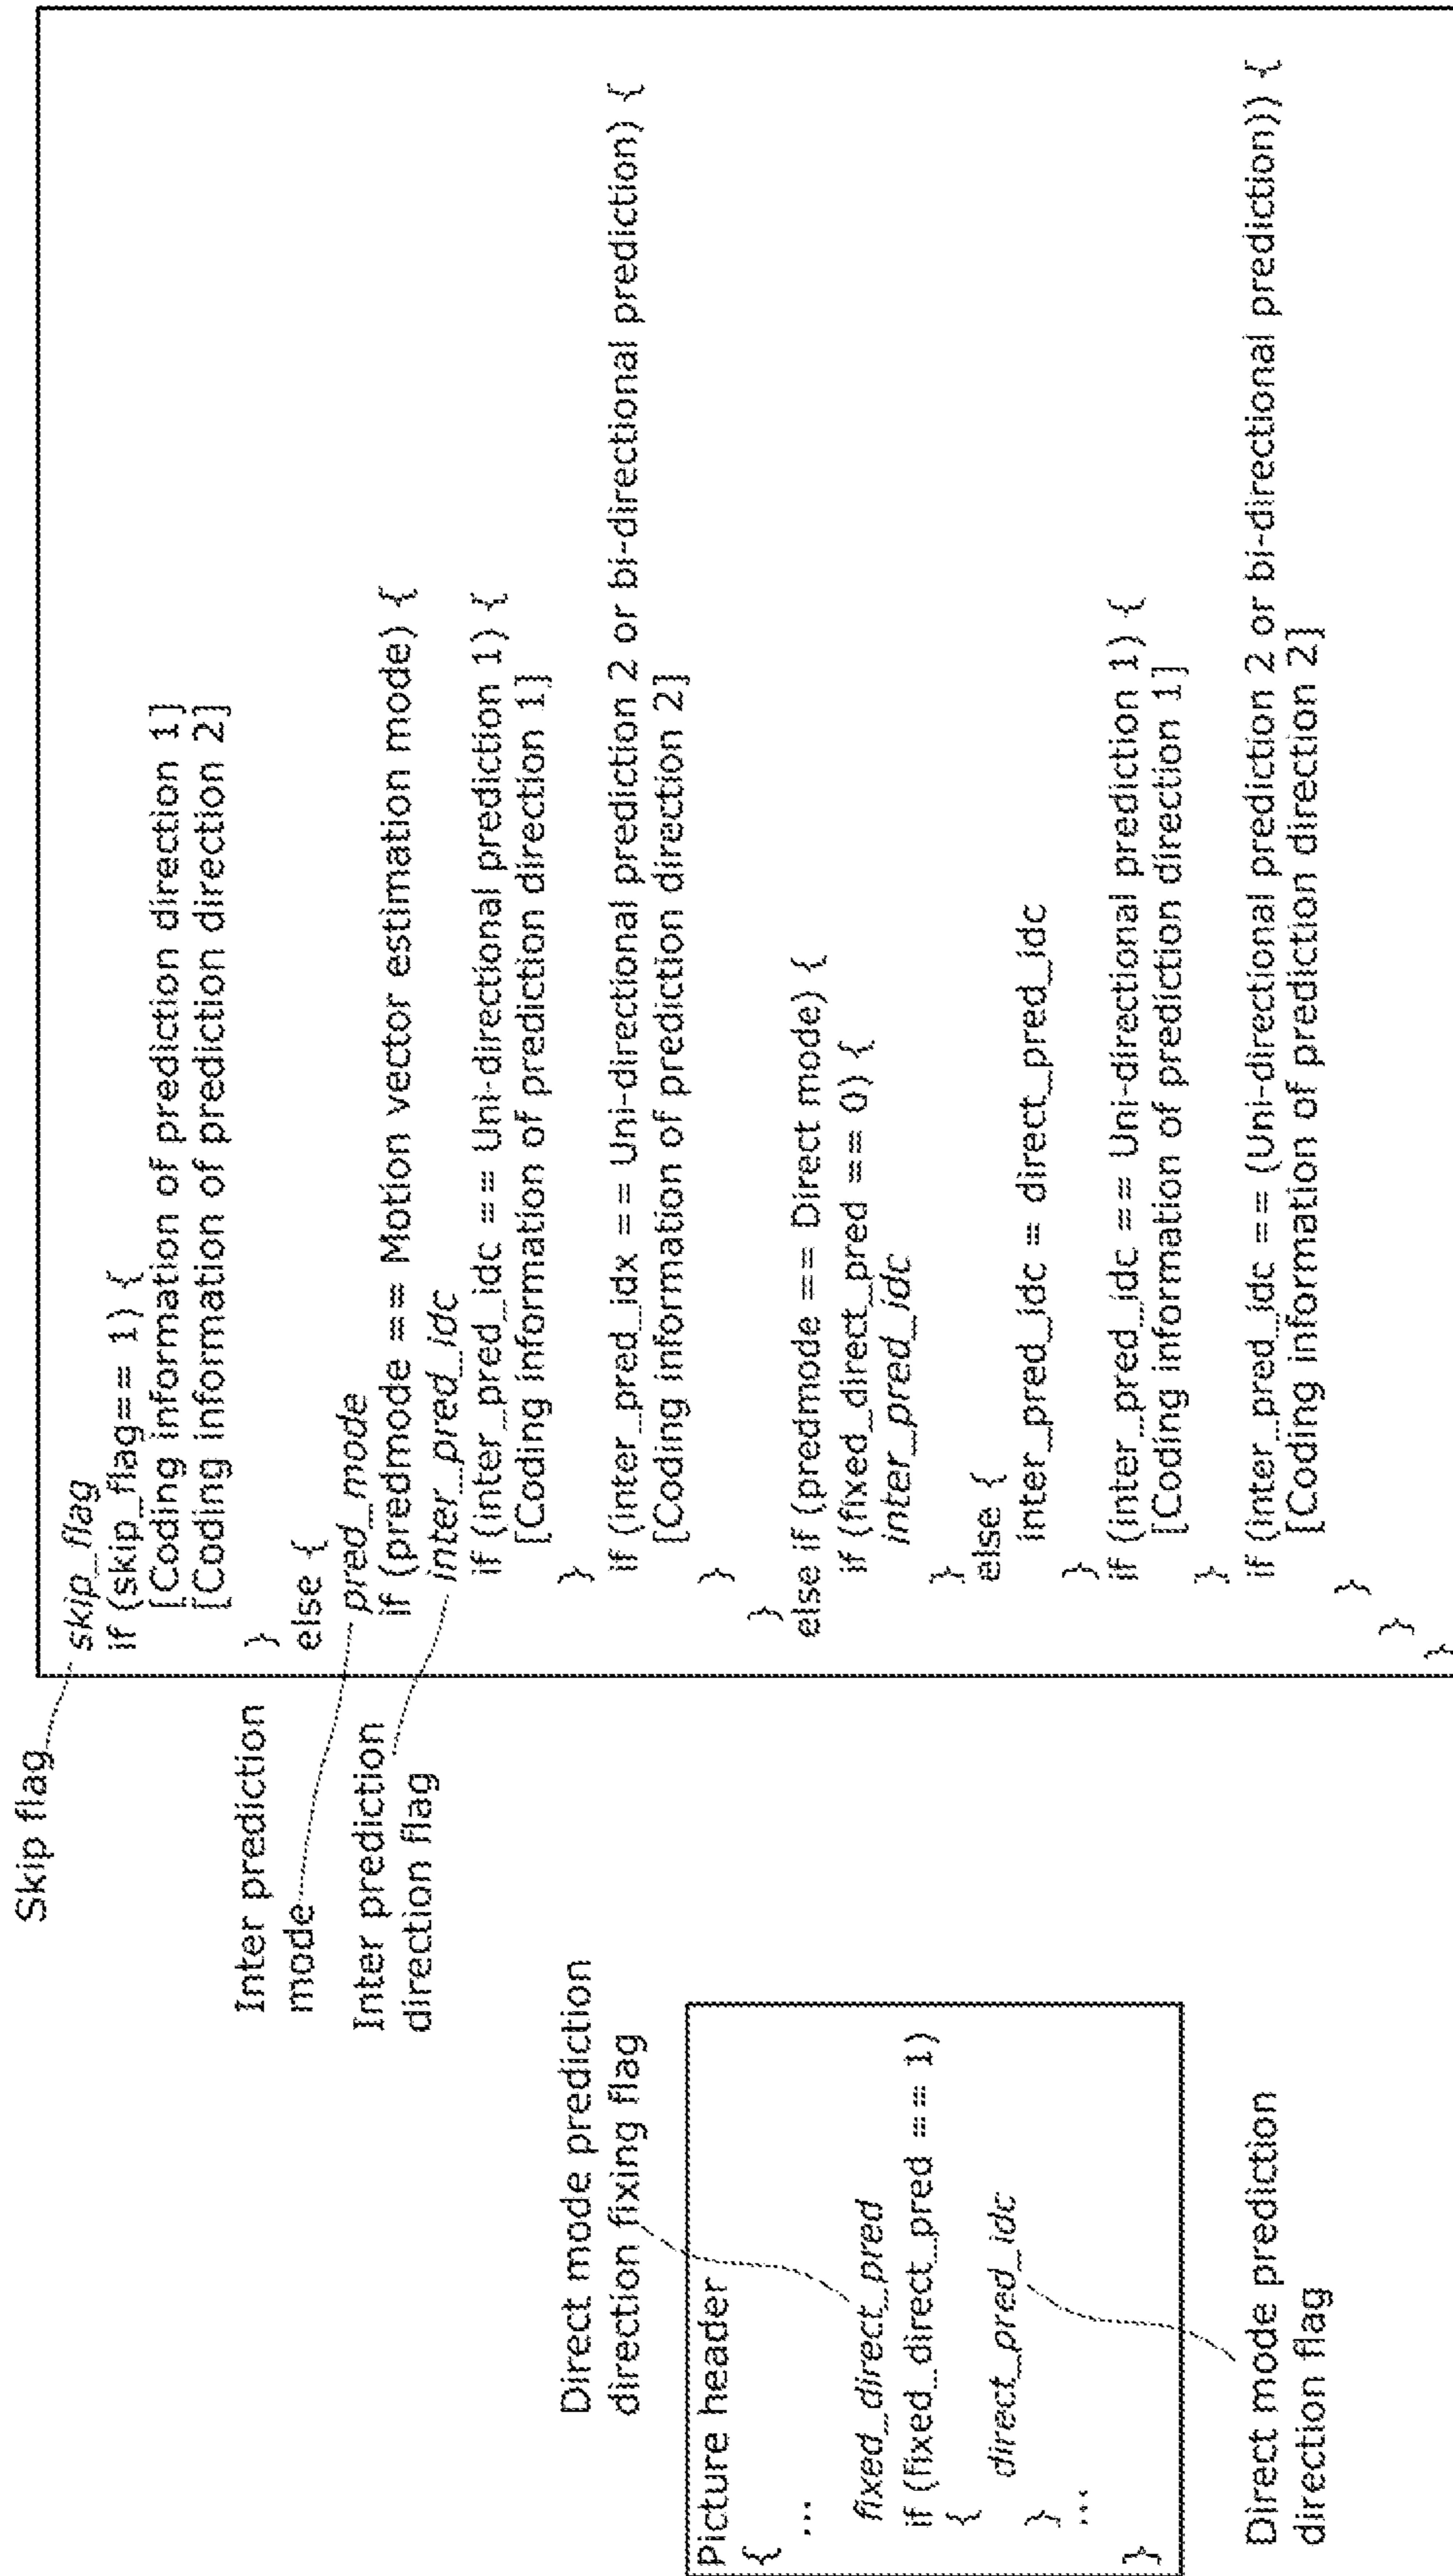 Skip flag
Inter prediction
mode
Inter prediction
direction flag
skip_flag
if (skip_flag== 1) {
[Coding information of prediction direction 1]
[Coding information of prediction direction 2]
}
else {
pred_mode
if (predmode == Motion vector estimation mode) {
inter_pred_idc
if (inter_pred_idc == Uni-directional prediction 1) {
[Coding information of prediction direction 1]
}
if (inter_pred_idx == Uni-directional prediction 2 or bi-directional prediction) {
[Coding information of prediction direction 2]
}
}
else if (predmode == Direct mode) {
if (fixed_direct_pred == 0) {
inter_pred_idc
}
else {
inter_pred_idc = direct_pred_idc
}
if (inter_pred_idc == Uni-directional prediction 1) {
[Coding information of prediction direction 1]
}
if (inter_pred_idc == (Uni-directional prediction 2 or bi-directional prediction)) {
[Coding information of prediction direction 2]
}
}
}
Direct mode prediction
direction fixing flag
Picture header
{
...
fixed_direct_pred
if (fixed_direct_pred == 1)
{
direct_pred_idc
}
...
}
Direct mode prediction
direction flag